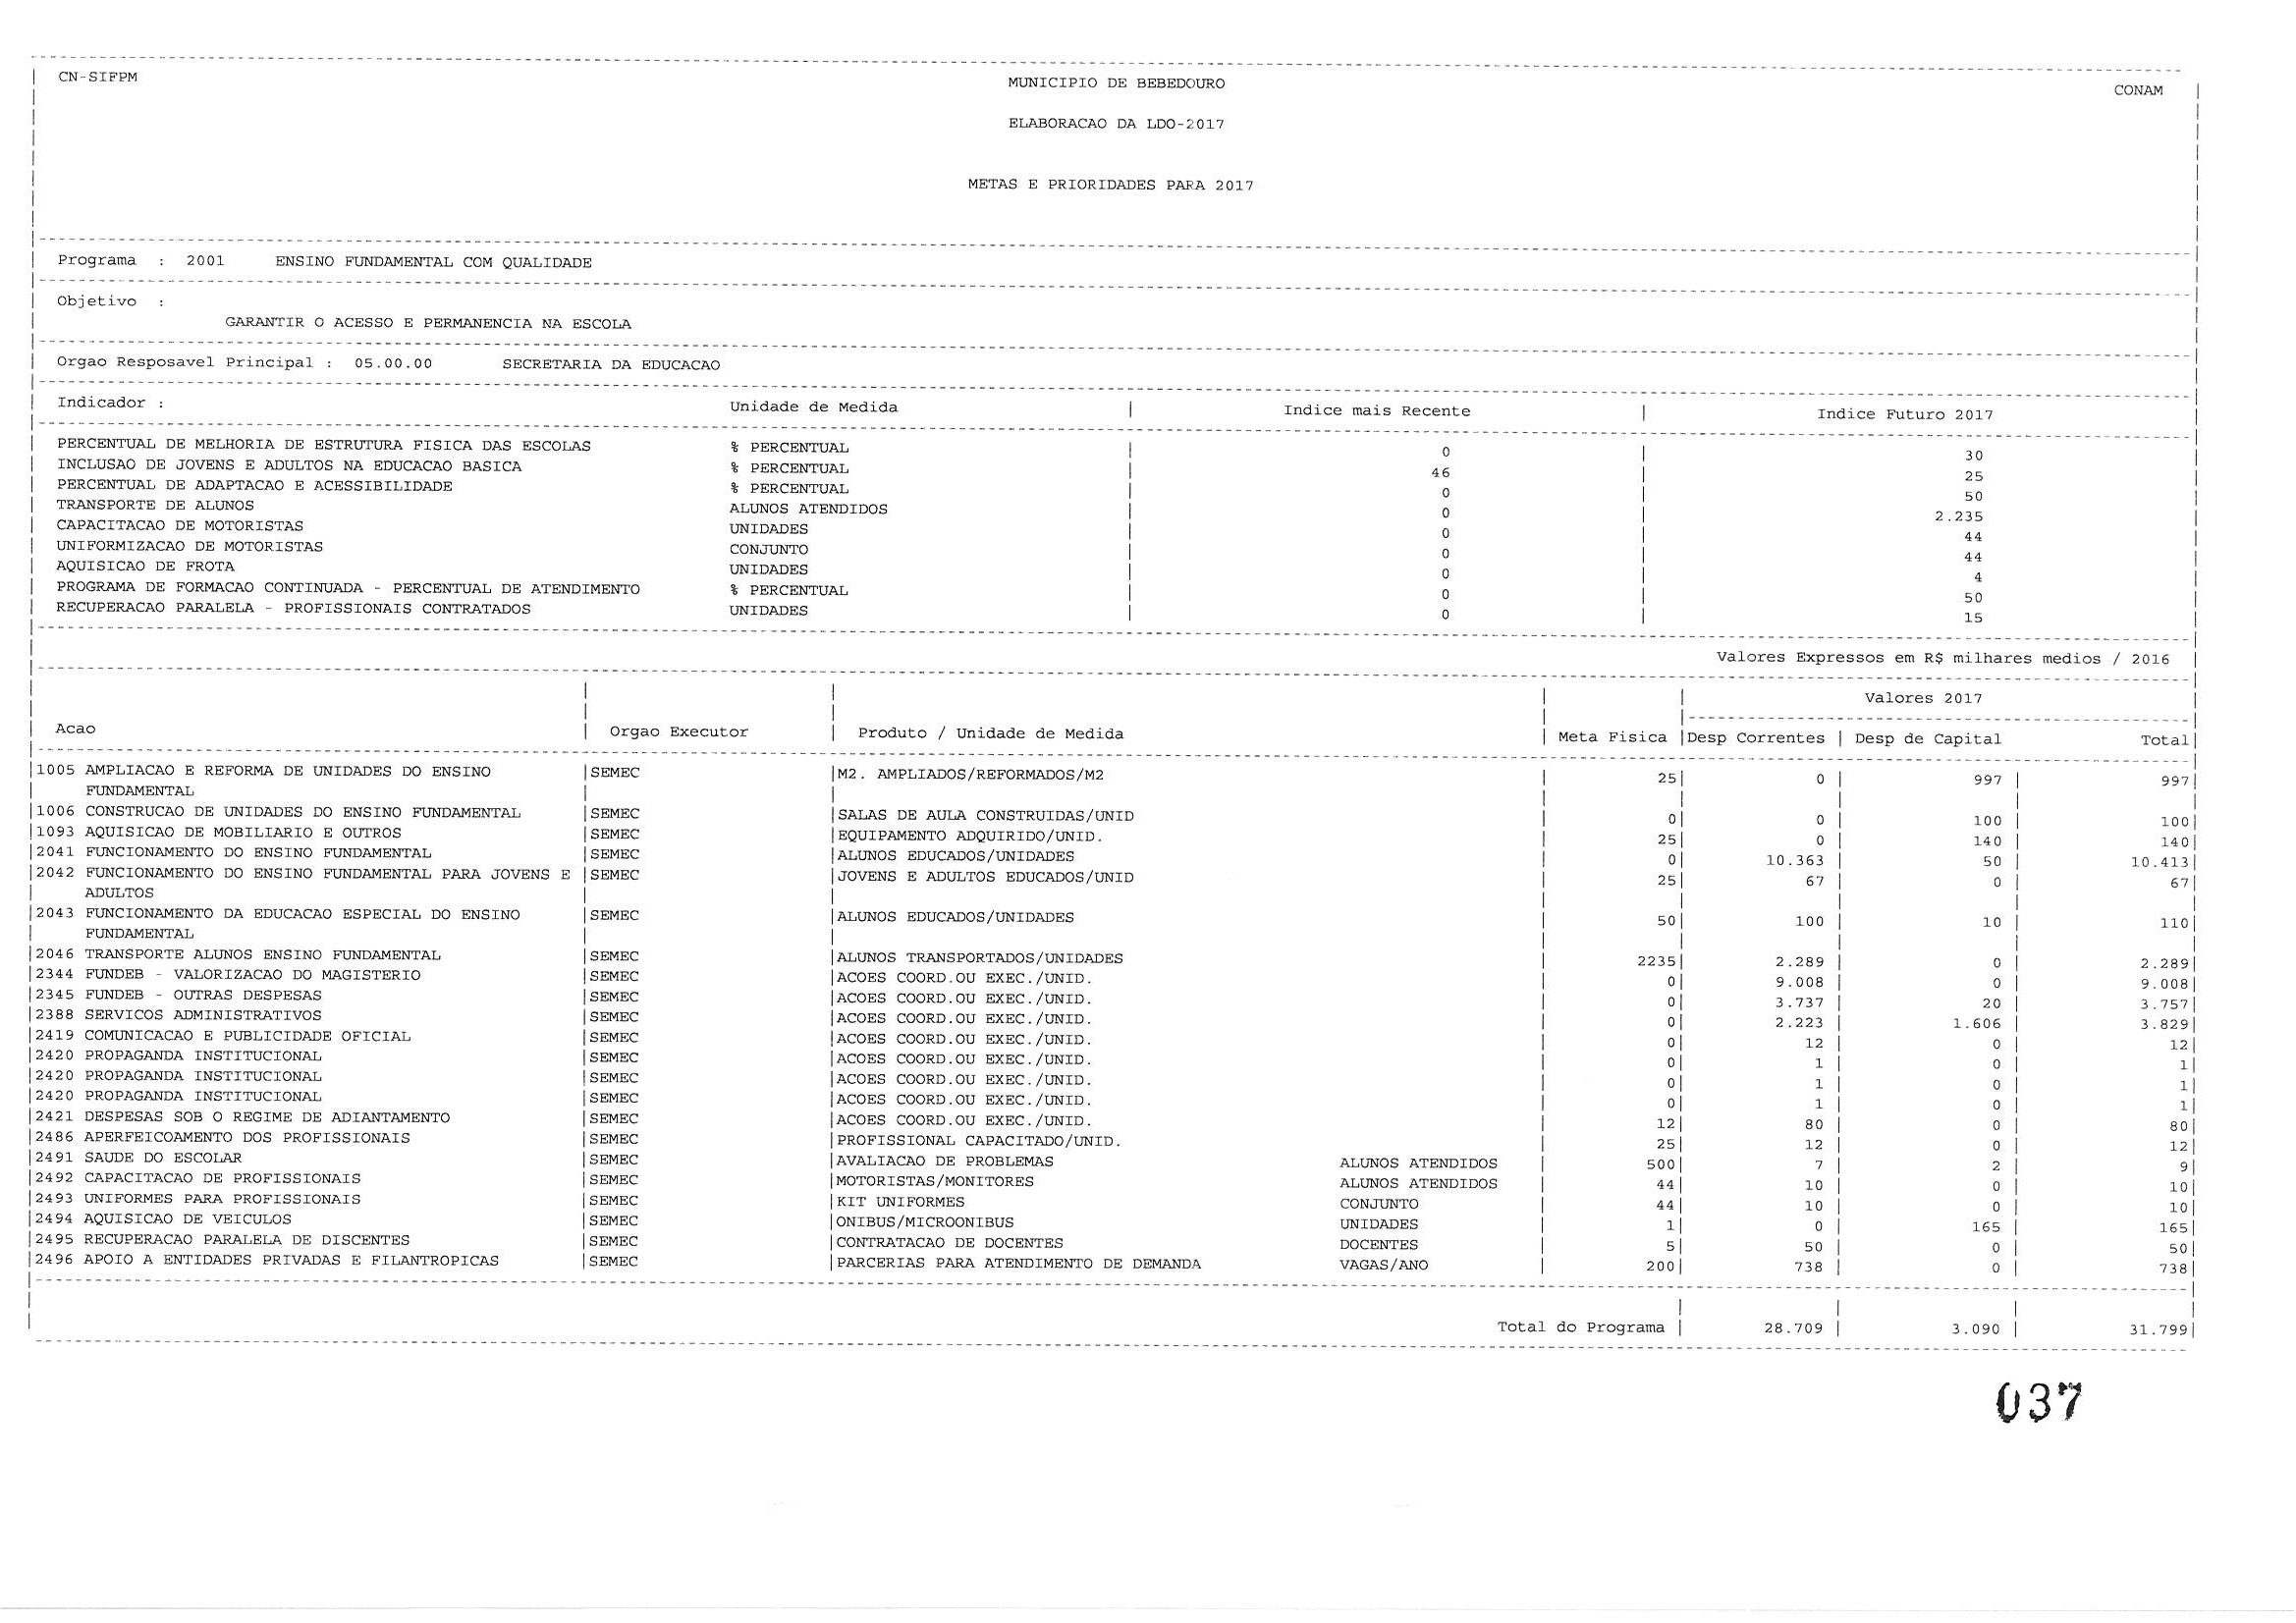 CN-SIFPM MUNICIPIO DE BEBEDOURO CONAM
ELABORACAO DA LDO-2017
METAS E PRIORIDADES PARA 2017
Programa : 2001 ENSINO FUNDAMENTAL COM QUALIDADE
Objetivo :
GARANTIR O ACESSO E PERMANENCIA NA ESCOLA
Orgao Resposavel Principal : 05.00.00 SECRETARIA DA EDUCACAO
Indicador : Unidade de Medida | Indice mais Recente | Indice Futuro 2017
PERCENTUAL DE MELHORIA DE ESTRUTURA FISICA DAS ESCOLAS % PERCENTUAL | 0 | 30
INCLUSAO DE JOVENS E ADULTOS NA EDUCACAO BASICA % PERCENTUAL | 46 | 25
PERCENTUAL DE ADAPTACAO E ACESSIBILIDADE % PERCENTUAL | 0 | 50
TRANSPORTE DE ALUNOS ALUNOS ATENDIDOS | 0 | 2.235
CAPACITACAO DE MOTORISTAS UNIDADES | 0 | 44
UNIFORMIZACAO DE MOTORISTAS CONJUNTO | 0 | 44
AQUISICAO DE FROTA UNIDADES | 0 | 4
PROGRAMA DE FORMACAO CONTINUADA - PERCENTUAL DE ATENDIMENTO % PERCENTUAL | 0 | 50
RECUPERACAO PARALELA - PROFISSIONAIS CONTRATADOS UNIDADES | 0 | 15
Valores Expressos em R$ milhares medios / 2016
Valores 2017
Acao | Orgao Executor | Produto / Unidade de Medida | Meta Fisica | Desp Correntes | Desp de Capital Total
1005 AMPLIACAO E REFORMA DE UNIDADES DO ENSINO | SEMEC | M2. AMPLIADOS/REFORMADOS/M2 | 25 | 0 | 997 | 997
FUNDAMENTAL
1006 CONSTRUCAO DE UNIDADES DO ENSINO FUNDAMENTAL | SEMEC | SALAS DE AULA CONSTRUIDAS/UNID | 0 | 0 | 100 | 100
1093 AQUISICAO DE MOBILIARIO E OUTROS | SEMEC | EQUIPAMENTO ADQUIRIDO/UNID. | 25 | 0 | 140 | 140
2041 FUNCIONAMENTO DO ENSINO FUNDAMENTAL | SEMEC | ALUNOS EDUCADOS/UNIDADES | 0 | 10.363 | 50 | 10.413
2042 FUNCIONAMENTO DO ENSINO FUNDAMENTAL PARA JOVENS E | SEMEC | JOVENS E ADULTOS EDUCADOS/UNID | 25 | 67 | 0 | 67
ADULTOS
2043 FUNCIONAMENTO DA EDUCACAO ESPECIAL DO ENSINO | SEMEC | ALUNOS EDUCADOS/UNIDADES | 50 | 100 | 10 | 110
FUNDAMENTAL
2046 TRANSPORTE ALUNOS ENSINO FUNDAMENTAL | SEMEC | ALUNOS TRANSPORTADOS/UNIDADES | 2235 | 2.289 | 0 | 2.289
2344 FUNDEB - VALORIZACAO DO MAGISTERIO | SEMEC | ACOES COORD.OU EXEC./UNID. | 0 | 9.008 | 0 | 9.008
2345 FUNDEB - OUTRAS DESPESAS | SEMEC | ACOES COORD.OU EXEC./UNID. | 0 | 3.737 | 20 | 3.757
2388 SERVICOS ADMINISTRATIVOS | SEMEC | ACOES COORD.OU EXEC./UNID. | 0 | 2.223 | 1.606 | 3.829
2419 COMUNICACAO E PUBLICIDADE OFICIAL | SEMEC | ACOES COORD.OU EXEC./UNID. | 0 | 12 | 0 | 12
2420 PROPAGANDA INSTITUCIONAL | SEMEC | ACOES COORD.OU EXEC./UNID. | 0 | 1 | 0 | 1
2420 PROPAGANDA INSTITUCIONAL | SEMEC | ACOES COORD.OU EXEC./UNID. | 0 | 1 | 0 | 1
2420 PROPAGANDA INSTITUCIONAL | SEMEC | ACOES COORD.OU EXEC./UNID. | 0 | 1 | 0 | 1
2421 DESPESAS SOB O REGIME DE ADIANTAMENTO | SEMEC | ACOES COORD.OU EXEC./UNID. | 12 | 80 | 0 | 80
2486 APERFEICOAMENTO DOS PROFISSIONAIS | SEMEC | PROFISSIONAL CAPACITADO/UNID. | 25 | 12 | 0 | 12
2491 SAUDE DO ESCOLAR | SEMEC | AVALIACAO DE PROBLEMAS ALUNOS ATENDIDOS | 500 | 7 | 2 | 9
2492 CAPACITACAO DE PROFISSIONAIS | SEMEC | MOTORISTAS/MONITORES ALUNOS ATENDIDOS | 44 | 10 | 0 | 10
2493 UNIFORMES PARA PROFISSIONAIS | SEMEC | KIT UNIFORMES CONJUNTO | 44 | 10 | 0 | 10
2494 AQUISICAO DE VEICULOS | SEMEC | ONIBUS/MICROONIBUS UNIDADES | 1 | 0 | 165 | 165
2495 RECUPERACAO PARALELA DE DISCENTES | SEMEC | CONTRATACAO DE DOCENTES DOCENTES | 5 | 50 | 0 | 50
2496 APOIO A ENTIDADES PRIVADAS E FILANTROPICAS | SEMEC | PARCERIAS PARA ATENDIMENTO DE DEMANDA VAGAS/ANO | 200 | 738 | 0 | 738
Total do Programa | 28.709 | 3.090 | 31.799
037